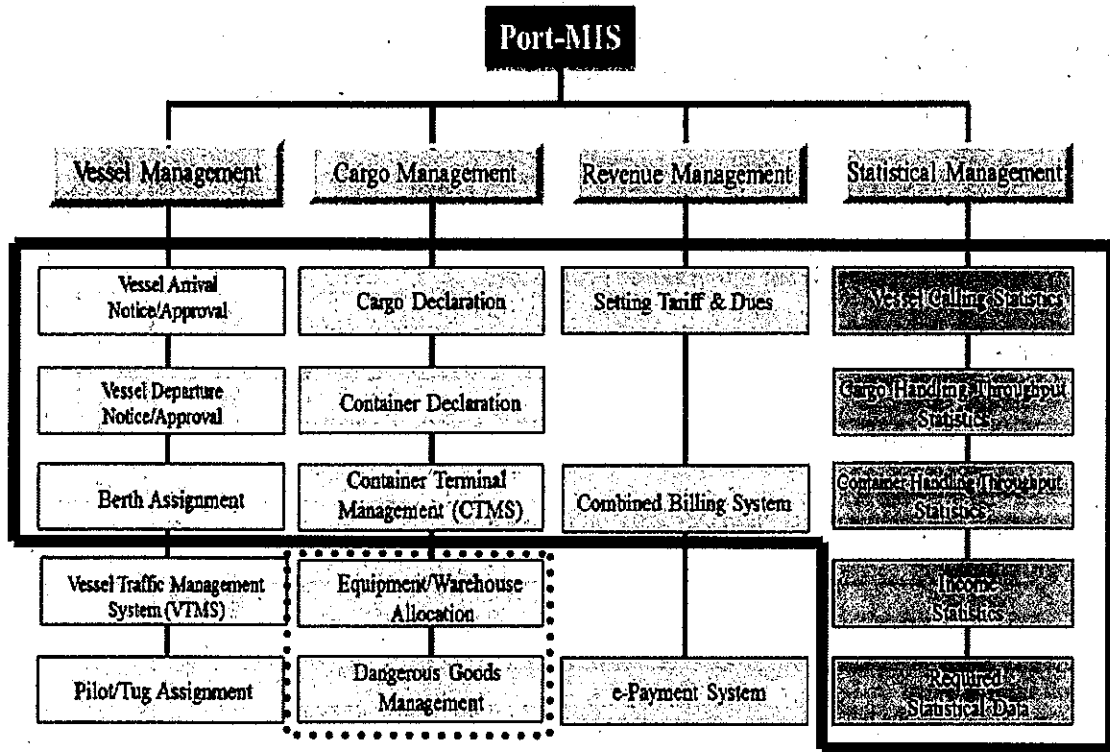 Port-MIS
Vessel Management
Cargo Management
Revenue Management
Statistical Management
Vessel Arrival
Notice/Approval
Cargo Declaration
Setting Tariff & Dues
Vessel Calling Statistics
Vessel Departure
Notice/Approval
Container Declaration
Cargo Handling Throughput
Statistics
Berth Assignment
Container Terminal
Management (CTMS)
Combined Billing System
Container Handling Throughput
Statistics
Vessel Traffic Management
System (VTMS)
Equipment/Warehouse
Allocation
Income
Statistics
Pilot/Tug Assignment
Dangerous Goods
Management
e-Payment System
Required
Statistical Data